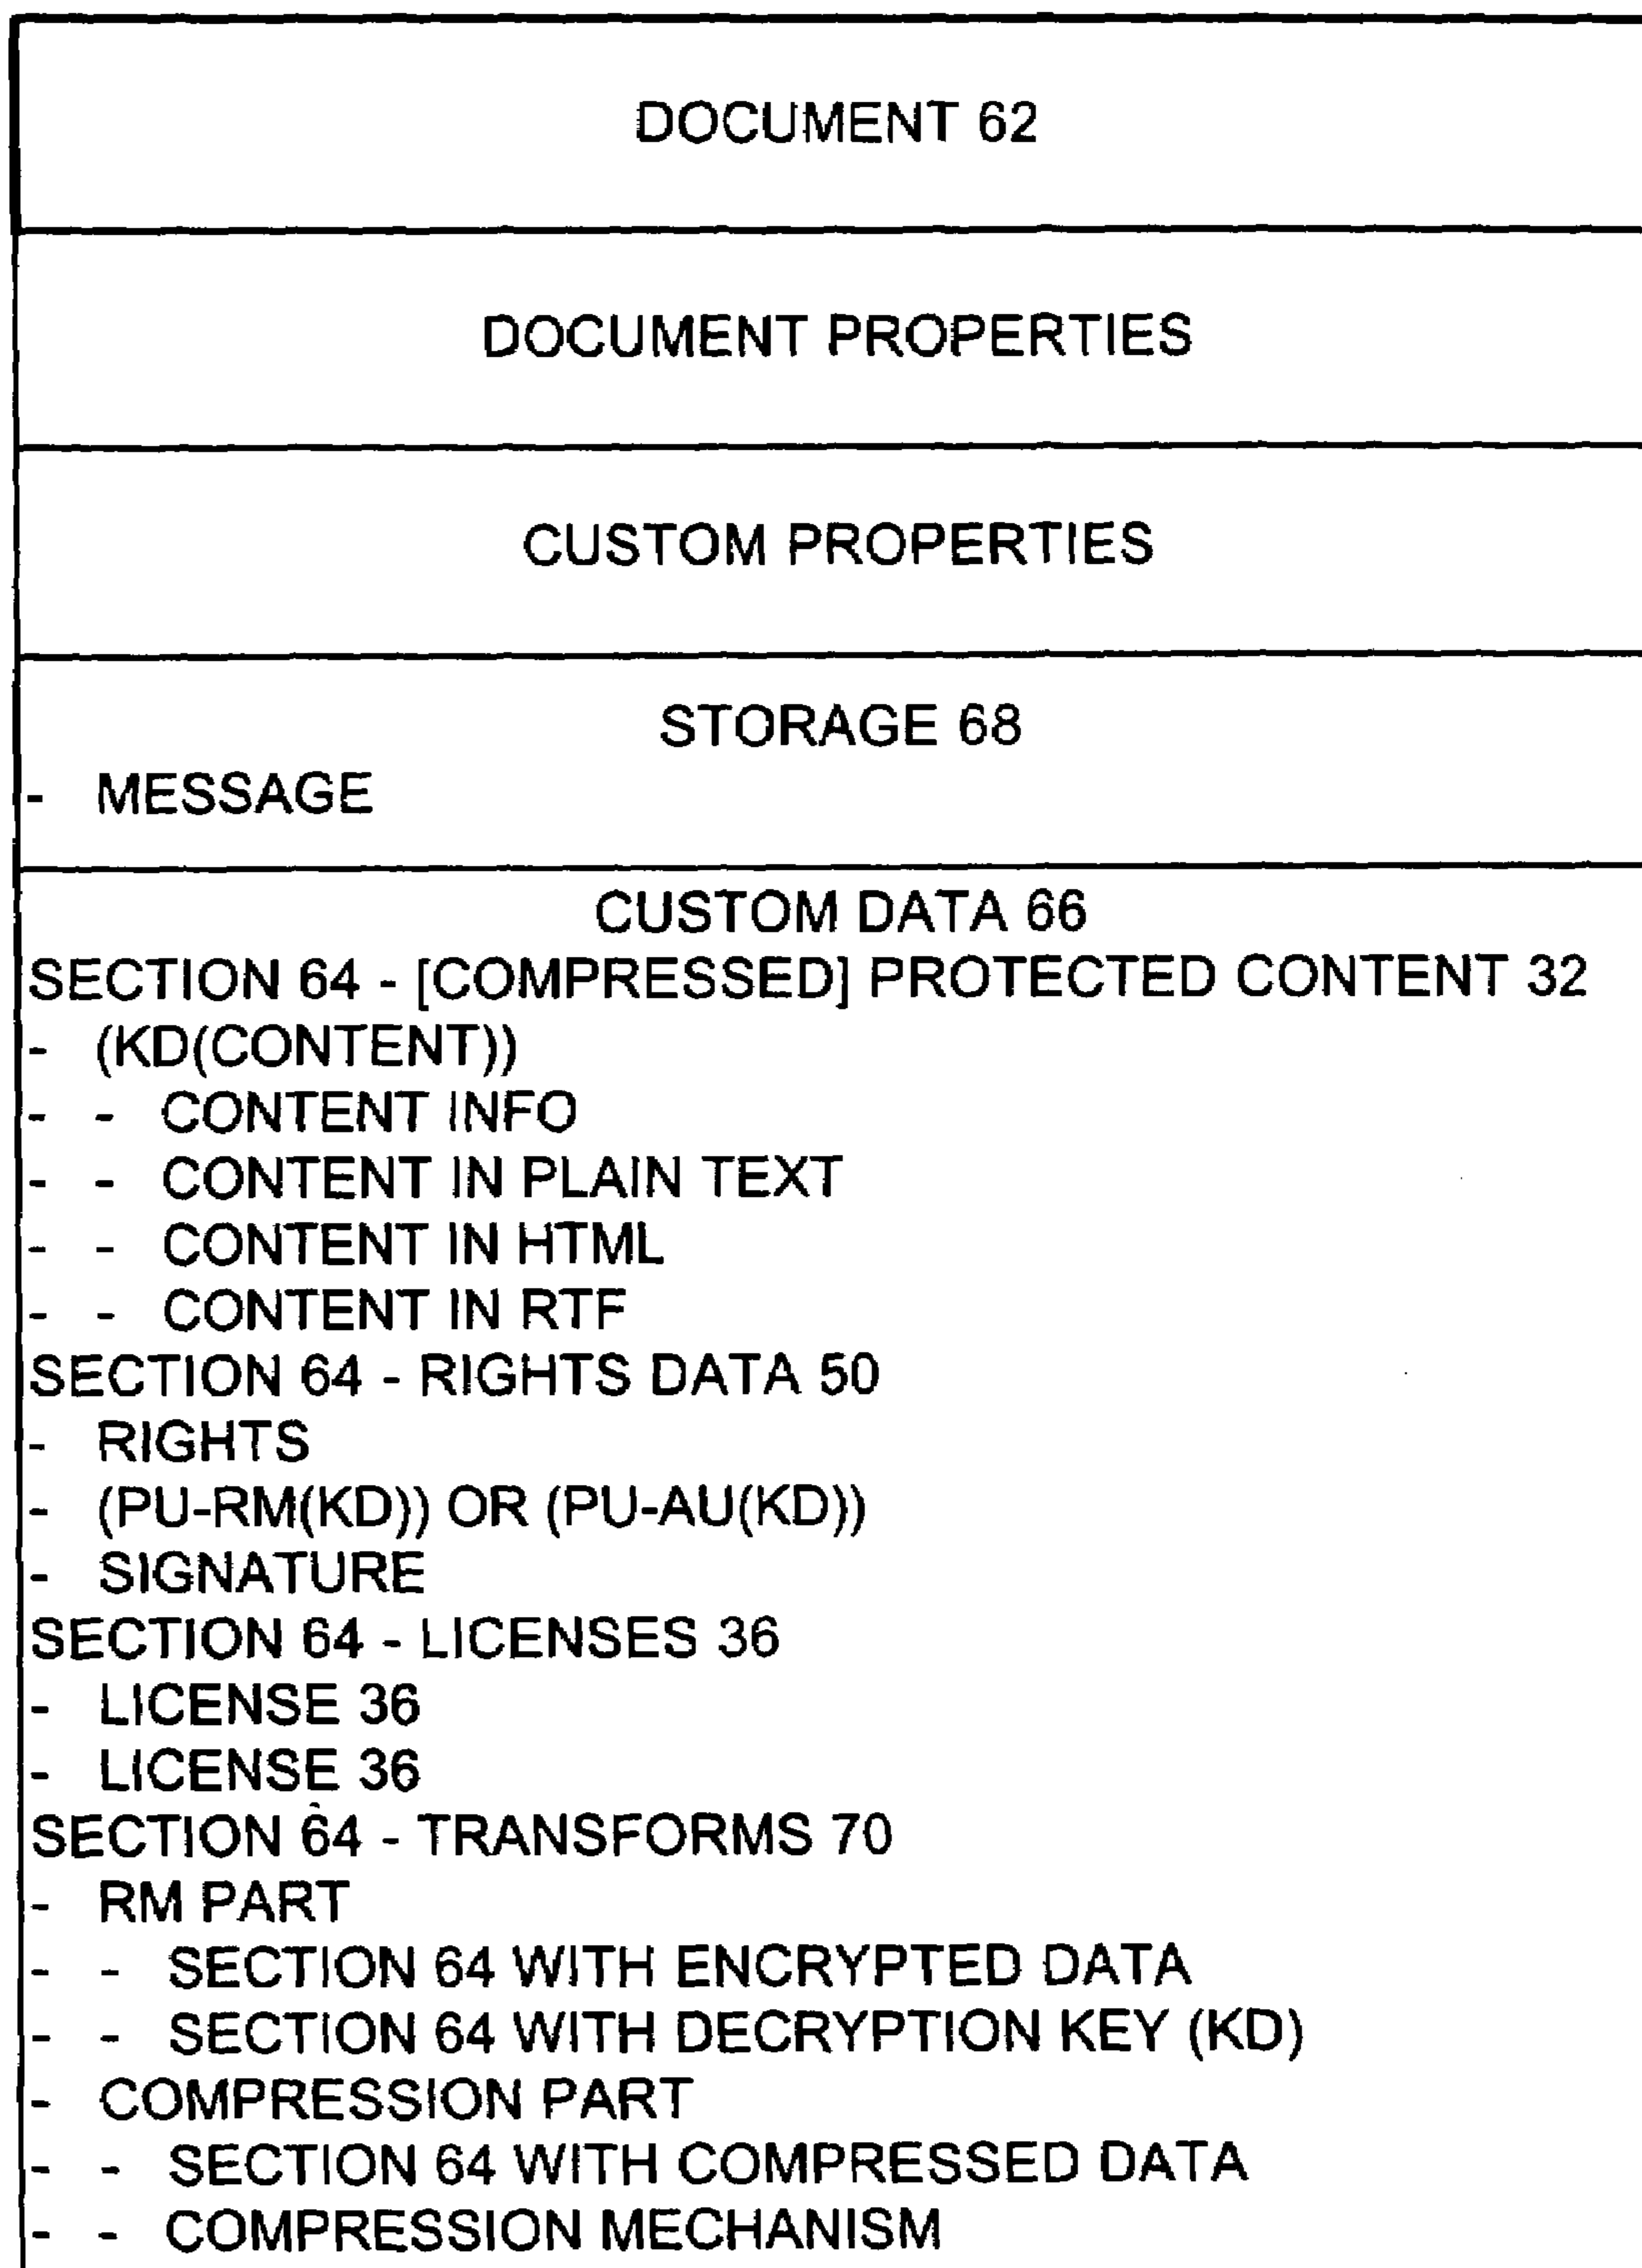 DOCUMENT 62
DOCUMENT PROPERTIES
CUSTOM PROPERTIES
STORAGE 68
- MESSAGE
CUSTOM DATA 66
SECTION 64 - [COMPRESSED] PROTECTED CONTENT 32
- (KD(CONTENT))
- - CONTENT INFO
- - CONTENT IN PLAIN TEXT
- - CONTENT IN HTML
- - CONTENT IN RTF
SECTION 64 - RIGHTS DATA 50
- RIGHTS
- (PU-RM(KD)) OR (PU-AU(KD))
- SIGNATURE
SECTION 64 - LICENSES 36
- LICENSE 36
- LICENSE 36
SECTION 64 - TRANSFORMS 70
- RM PART
- - SECTION 64 WITH ENCRYPTED DATA
- - SECTION 64 WITH DECRYPTION KEY (KD)
- COMPRESSION PART
- - SECTION 64 WITH COMPRESSED DATA
- - COMPRESSION MECHANISM